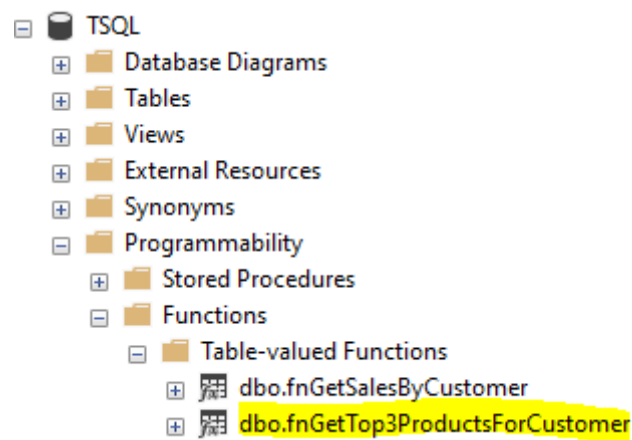 TSQL
Database Diagrams
Tables
Views
External Resources
Synonyms
Programmability
Stored Procedures
Functions
Table-valued Functions
dbo.fnGetSalesByCustomer
dbo.fnGetTop3ProductsForCustomer